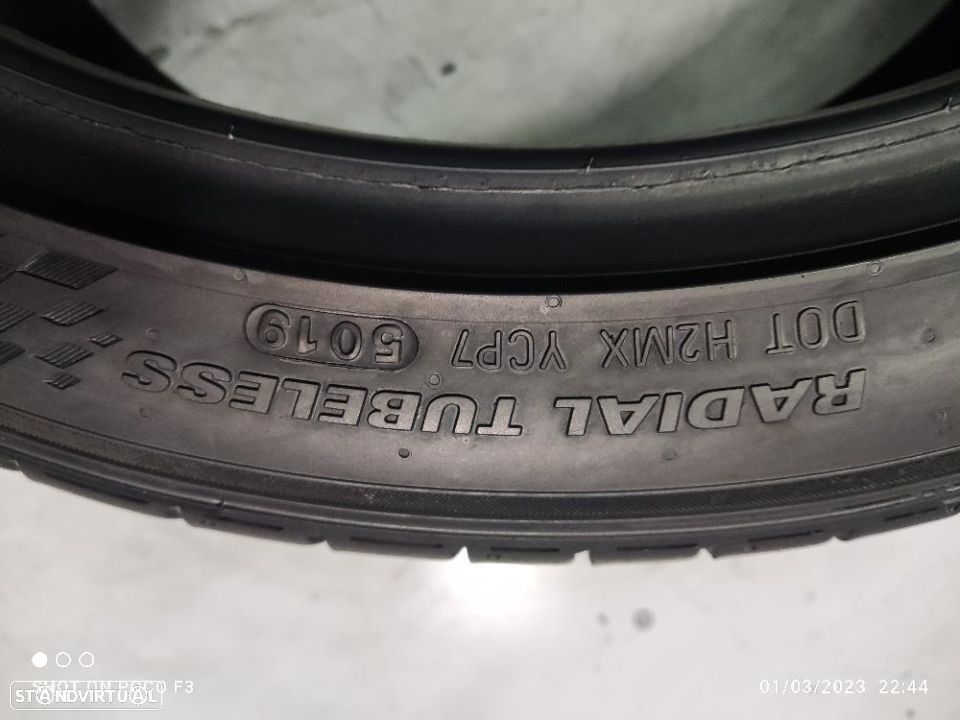 DOT H2MX YCP7 5019
RADIAL TUBELESS
SHOT ON POCO F3
STANDVIRTUAL
01/03/2023 22:44